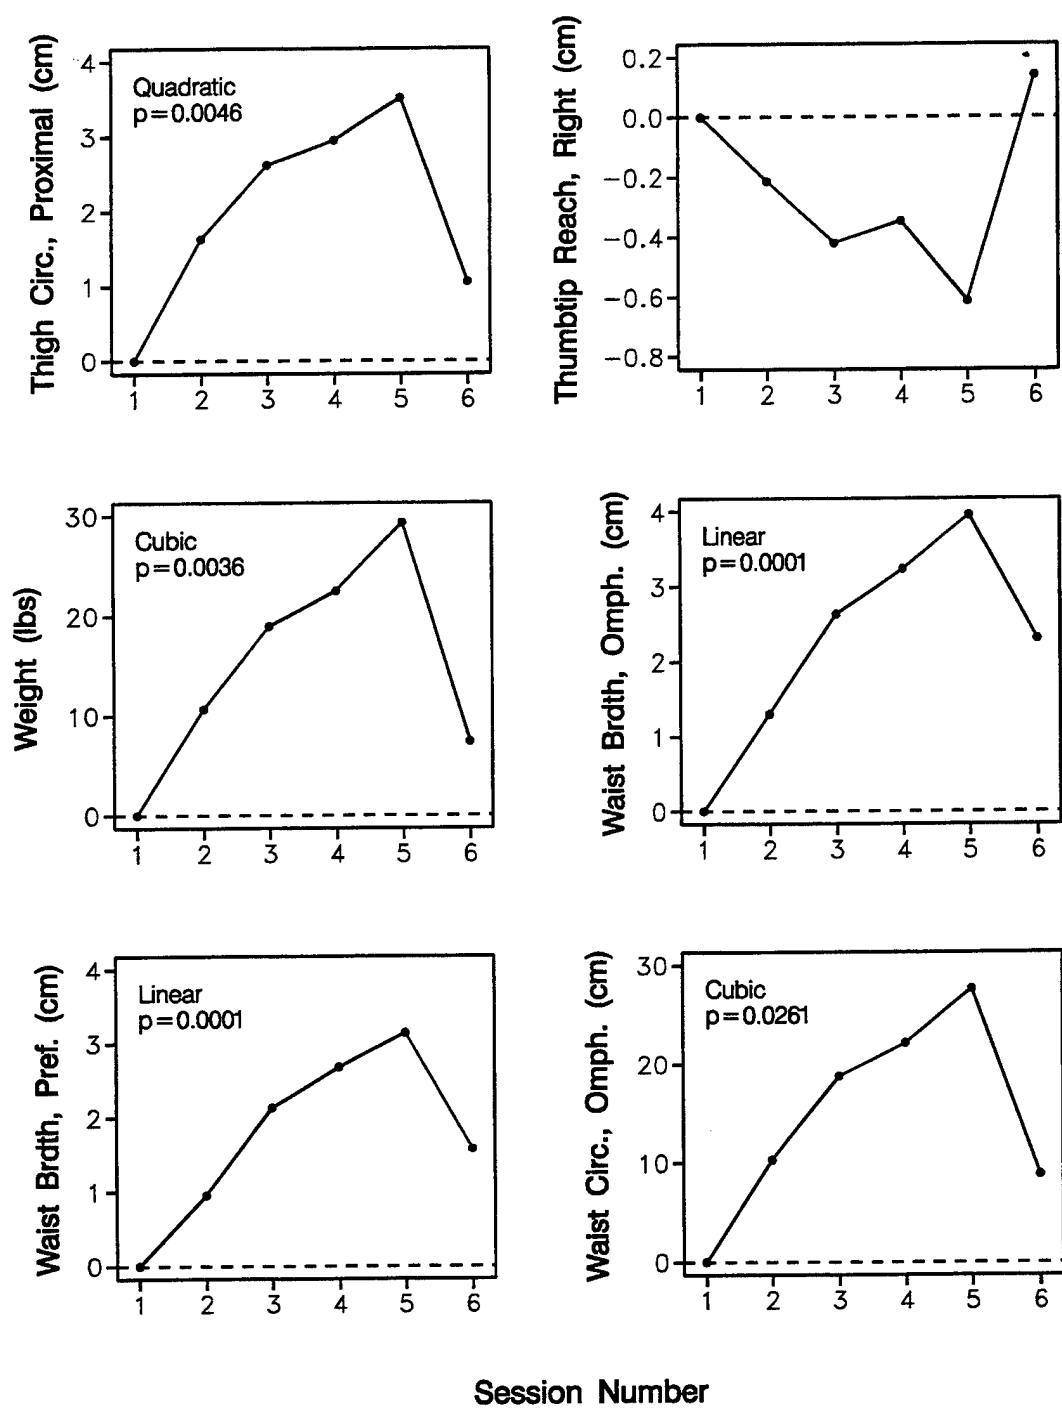 Thigh Circ., Proximal (cm)
4
3
2
1
0
Quadratic
p=0.0046
1 2 3 4 5 6
Thumbtip Reach, Right (cm)
0.2
0.0
−0.2
−0.4
−0.6
−0.8
1 2 3 4 5 6
Weight (lbs)
30
20
10
0
Cubic
p=0.0036
1 2 3 4 5 6
Waist Brdth, Omph. (cm)
4
3
2
1
0
Linear
p=0.0001
1 2 3 4 5 6
Waist Brdth, Pref. (cm)
4
3
2
1
0
Linear
p=0.0001
1 2 3 4 5 6
Waist Circ., Omph. (cm)
30
20
10
0
Cubic
p=0.0261
1 2 3 4 5 6
Session Number